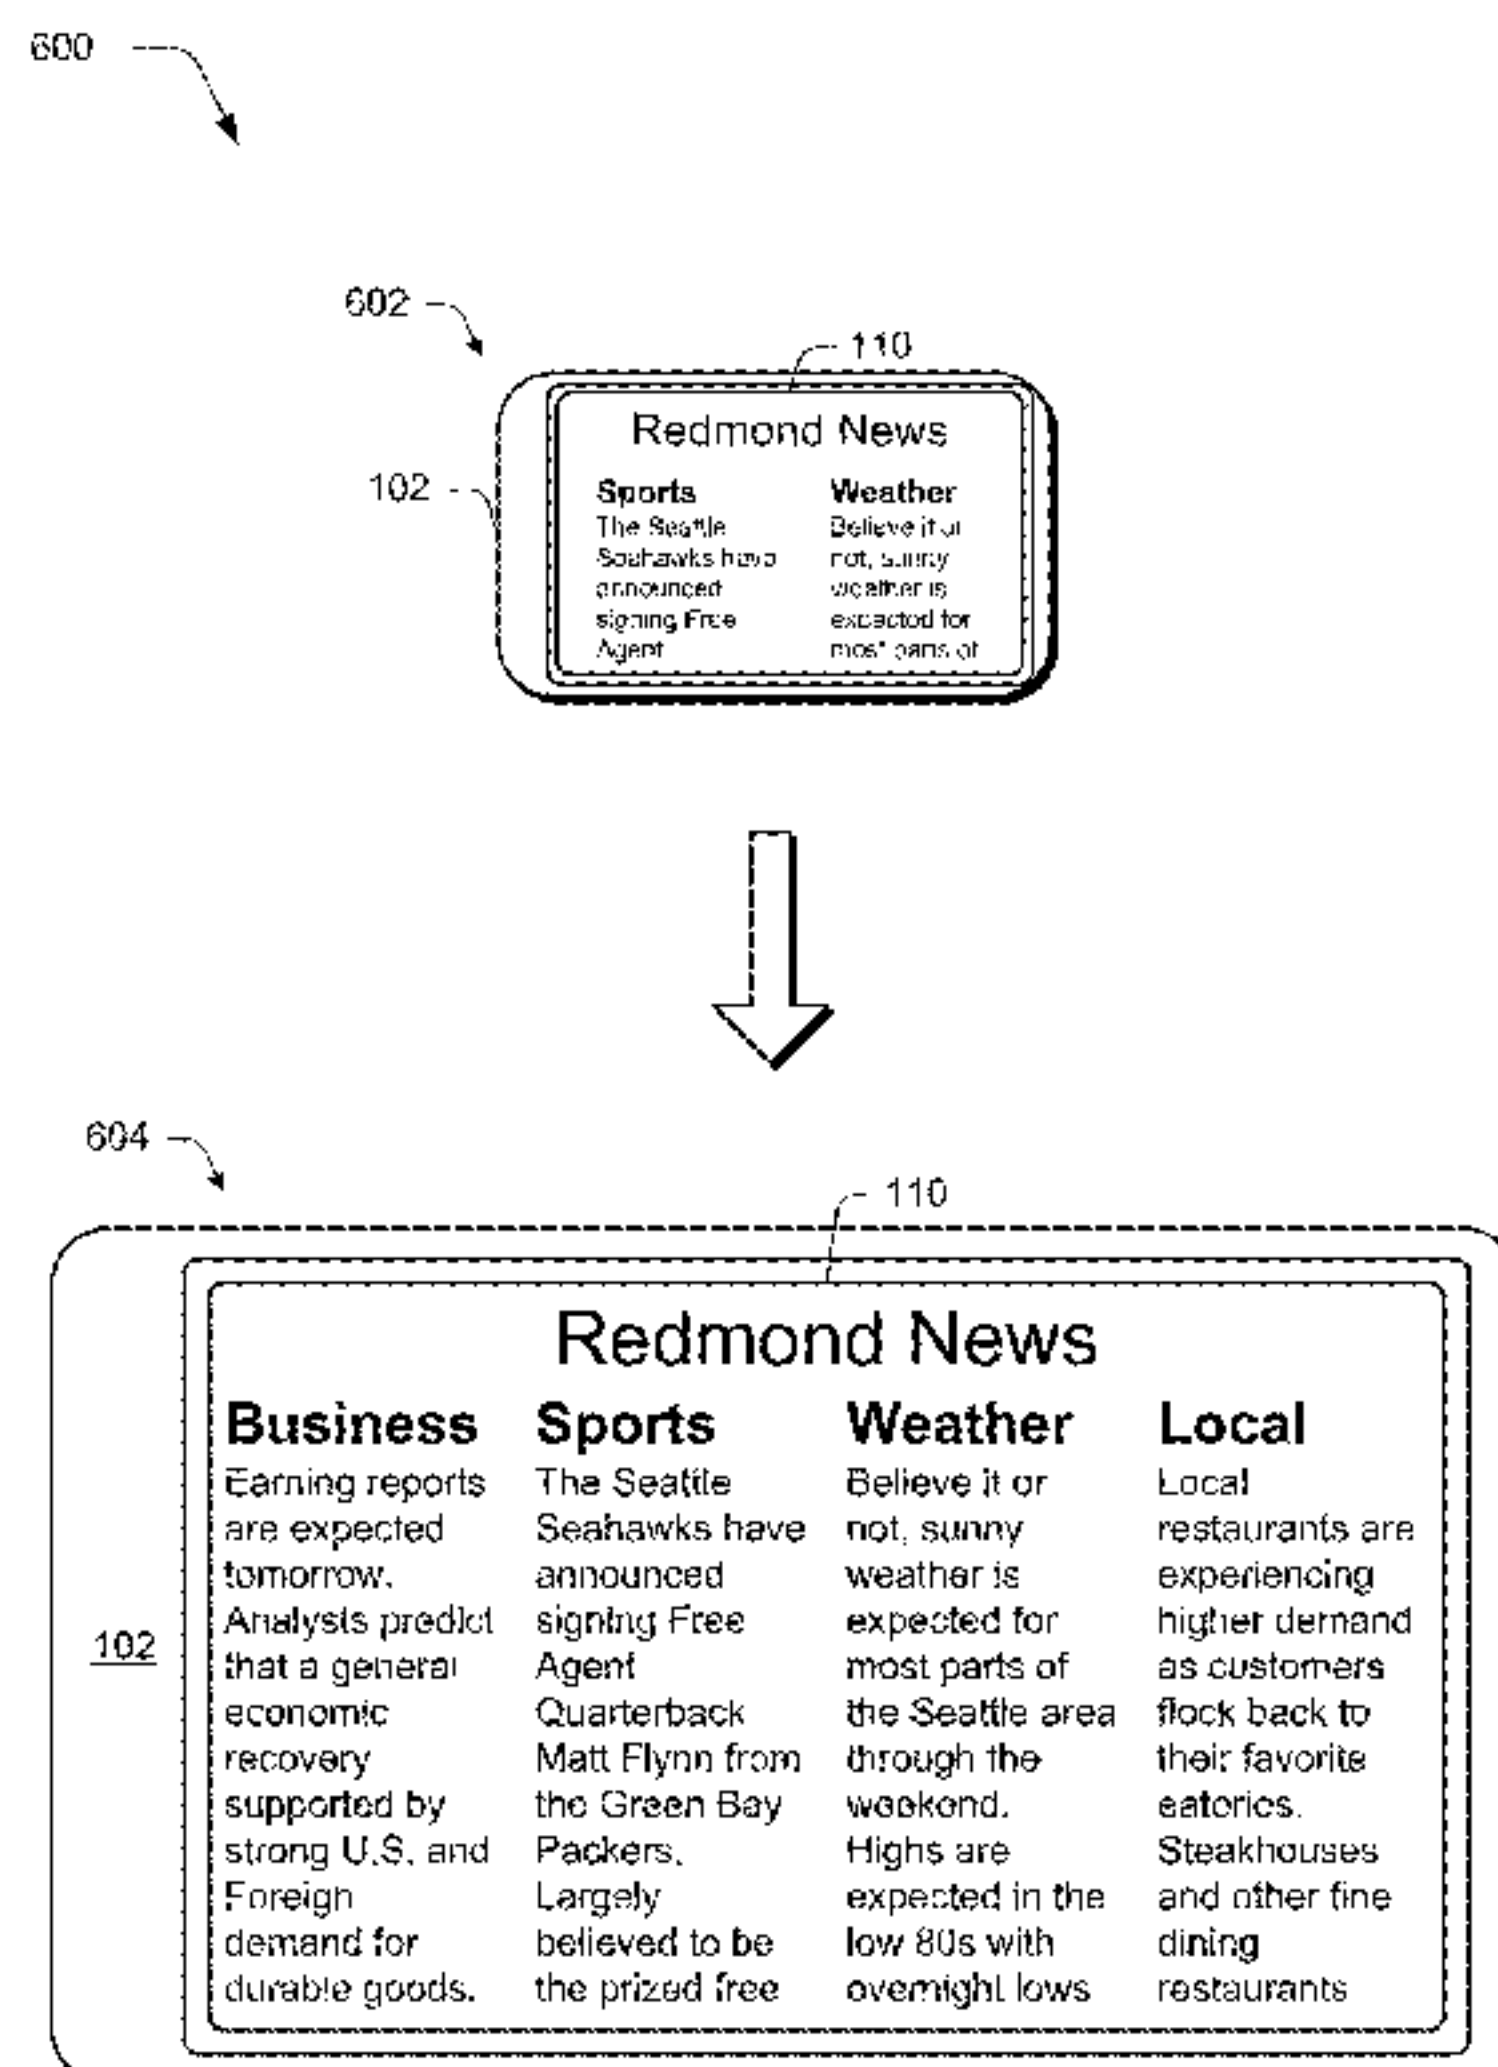 600
602
110
Redmond News
102
Sports Weather
The Seattle Believe it or
Seahawks have not, sunny
announced weather is
signing Free expected for
Agent most parts of
604
110
Redmond News
Business Sports Weather Local
Earning reports The Seattle Believe it or Local
are expected Seahawks have not, sunny restaurants are
tomorrow. announced weather is experiencing
Analysts predict signing Free expected for higher demand
102
that a general Agent most parts of as customers
economic Quarterback the Seattle area flock back to
recovery Matt Flynn from through the their favorite
supported by the Green Bay weekend. eateries.
strong U.S. and Packers. Highs are Steakhouses
Foreign Largely expected in the and other fine
demand for believed to be low 80s with dining
durable goods. the prized free overnight lows restaurants